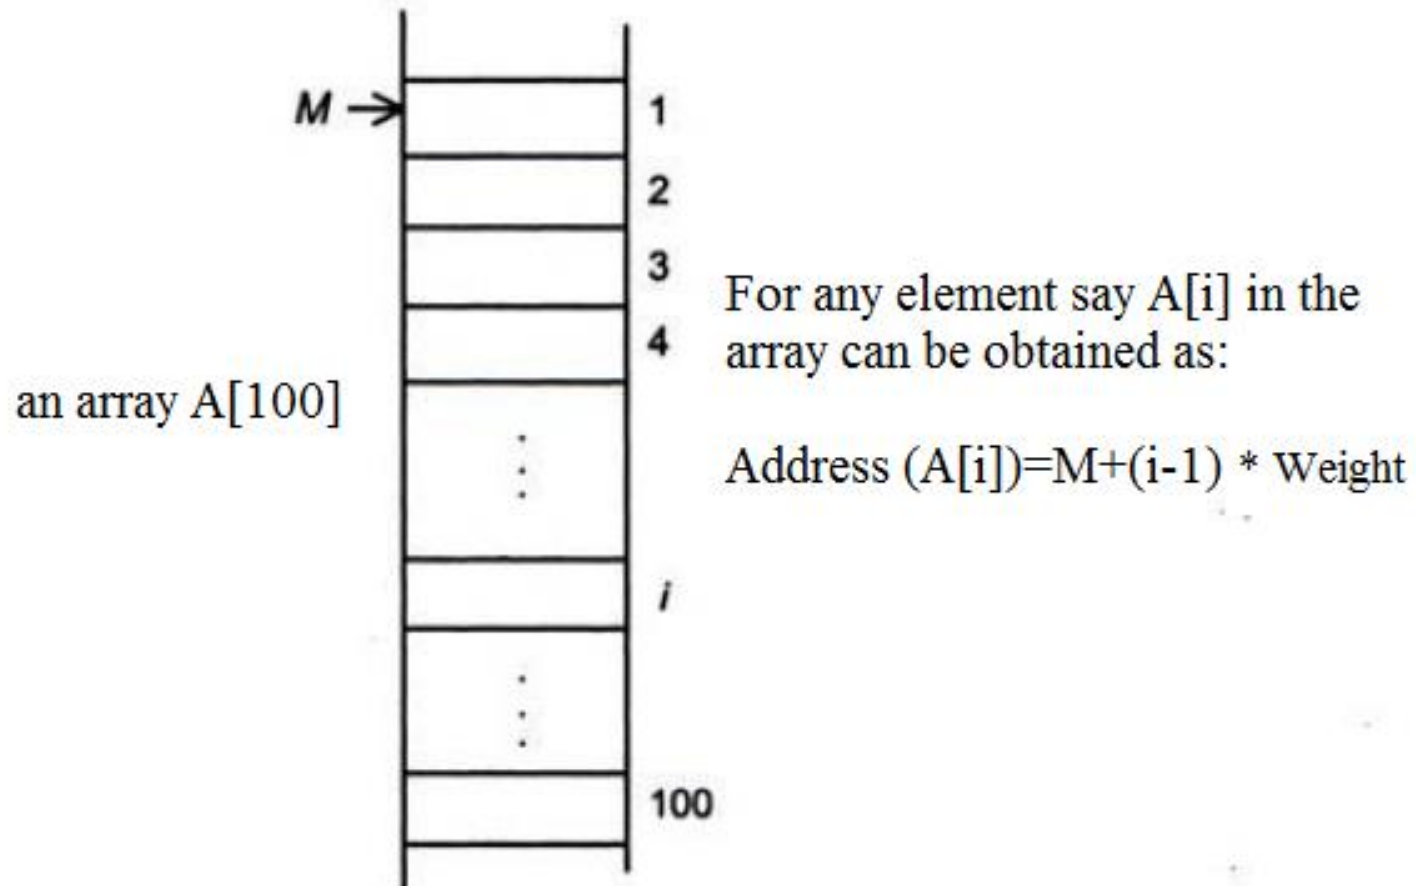 M
1
2
3
4
an array A[100]
For any element say A[i] in the
array can be obtained as:
Address (A[i])=M+(i-1) * Weight
i
100